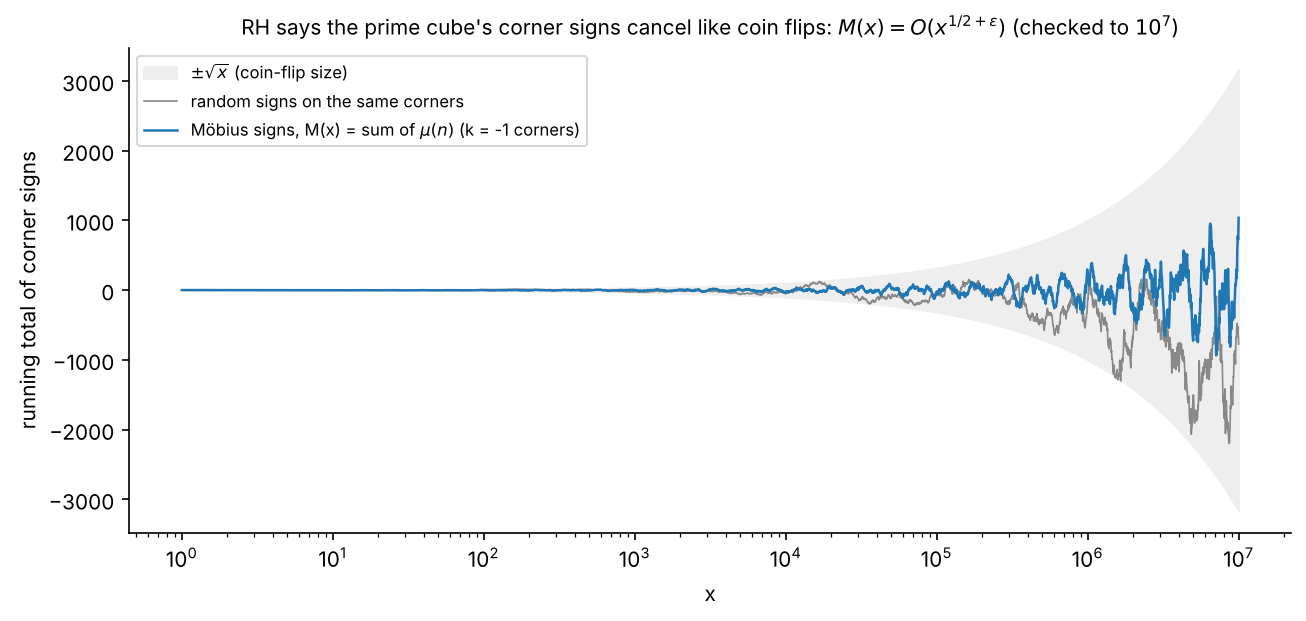 RH says the prime cube's corner signs cancel like coin flips: M(x) = O(x^{1/2 + ε}) (checked to 10^7)
±√x (coin-flip size)
random signs on the same corners
Möbius signs, M(x) = sum of μ(n) (k = -1 corners)
running total of corner signs
3000
2000
1000
0
−1000
−2000
−3000
10^0 10^1 10^2 10^3 10^4 10^5 10^6 10^7
x